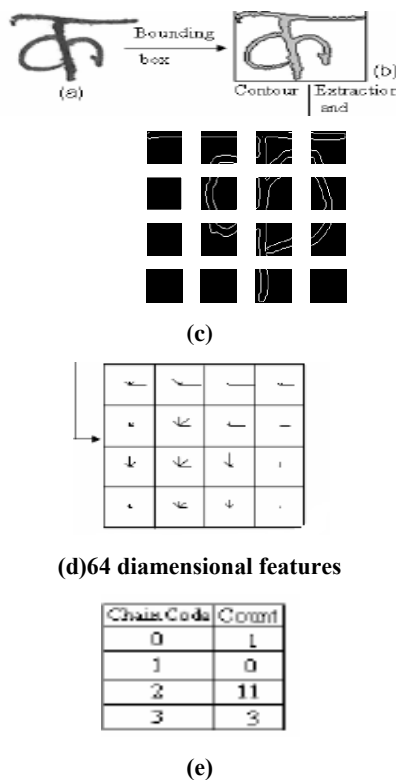 क
Bounding
box
(a)
(b)
Contour Extraction
and
(c)
(d)64 diamensional features
Chain Code Count
0 1
1 0
2 11
3 3
(e)